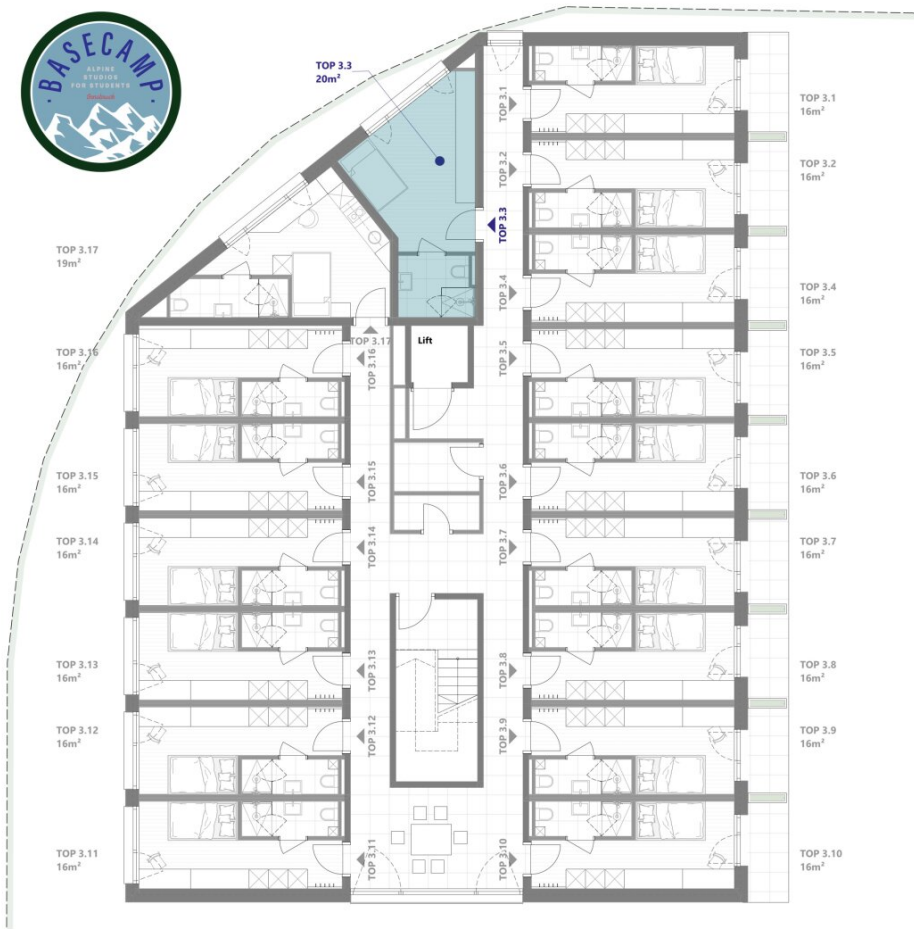 BASECAMP
ALPINE
STUDIOS
FOR STUDENTS
Innsbruck
TOP 3.3
20m²
TOP 3.1
TOP 3.1
16m²
TOP 3.2
TOP 3.2
16m²
TOP 3.3
TOP 3.17
19m²
TOP 3.4
TOP 3.4
16m²
Lift
TOP 3.17
TOP 3.16
16m²
TOP 3.16
TOP 3.5
TOP 3.5
16m²
TOP 3.15
16m²
TOP 3.15
TOP 3.6
TOP 3.6
16m²
TOP 3.14
16m²
TOP 3.14
TOP 3.7
TOP 3.7
16m²
TOP 3.13
16m²
TOP 3.13
TOP 3.8
TOP 3.8
16m²
TOP 3.12
16m²
TOP 3.12
TOP 3.9
TOP 3.9
16m²
TOP 3.11
16m²
TOP 3.11
TOP 3.10
TOP 3.10
16m²